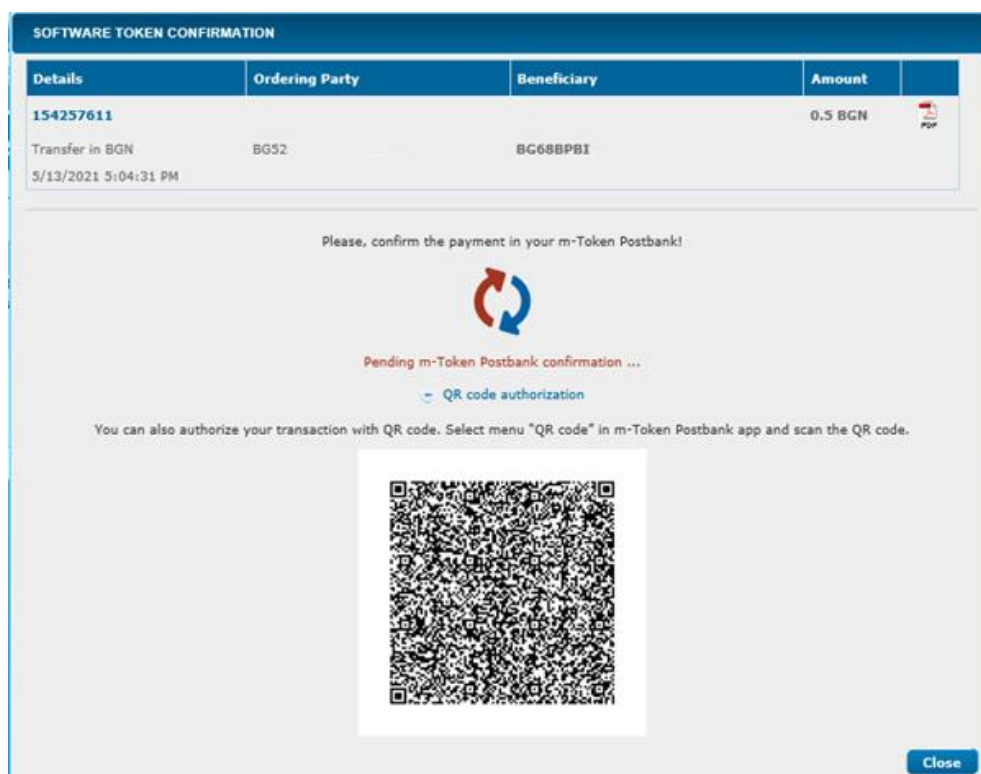 SOFTWARE TOKEN CONFIRMATION
Details Ordering Party Beneficiary Amount
154257611 0.5 BGN PDF
Transfer in BGN BG52 BG68BPBI
5/13/2021 5:04:31 PM
Please, confirm the payment in your m-Token Postbank!
Pending m-Token Postbank confirmation ...
QR code authorization
You can also authorize your transaction with QR code. Select menu "QR code" in m-Token Postbank app and scan the QR code.
Close